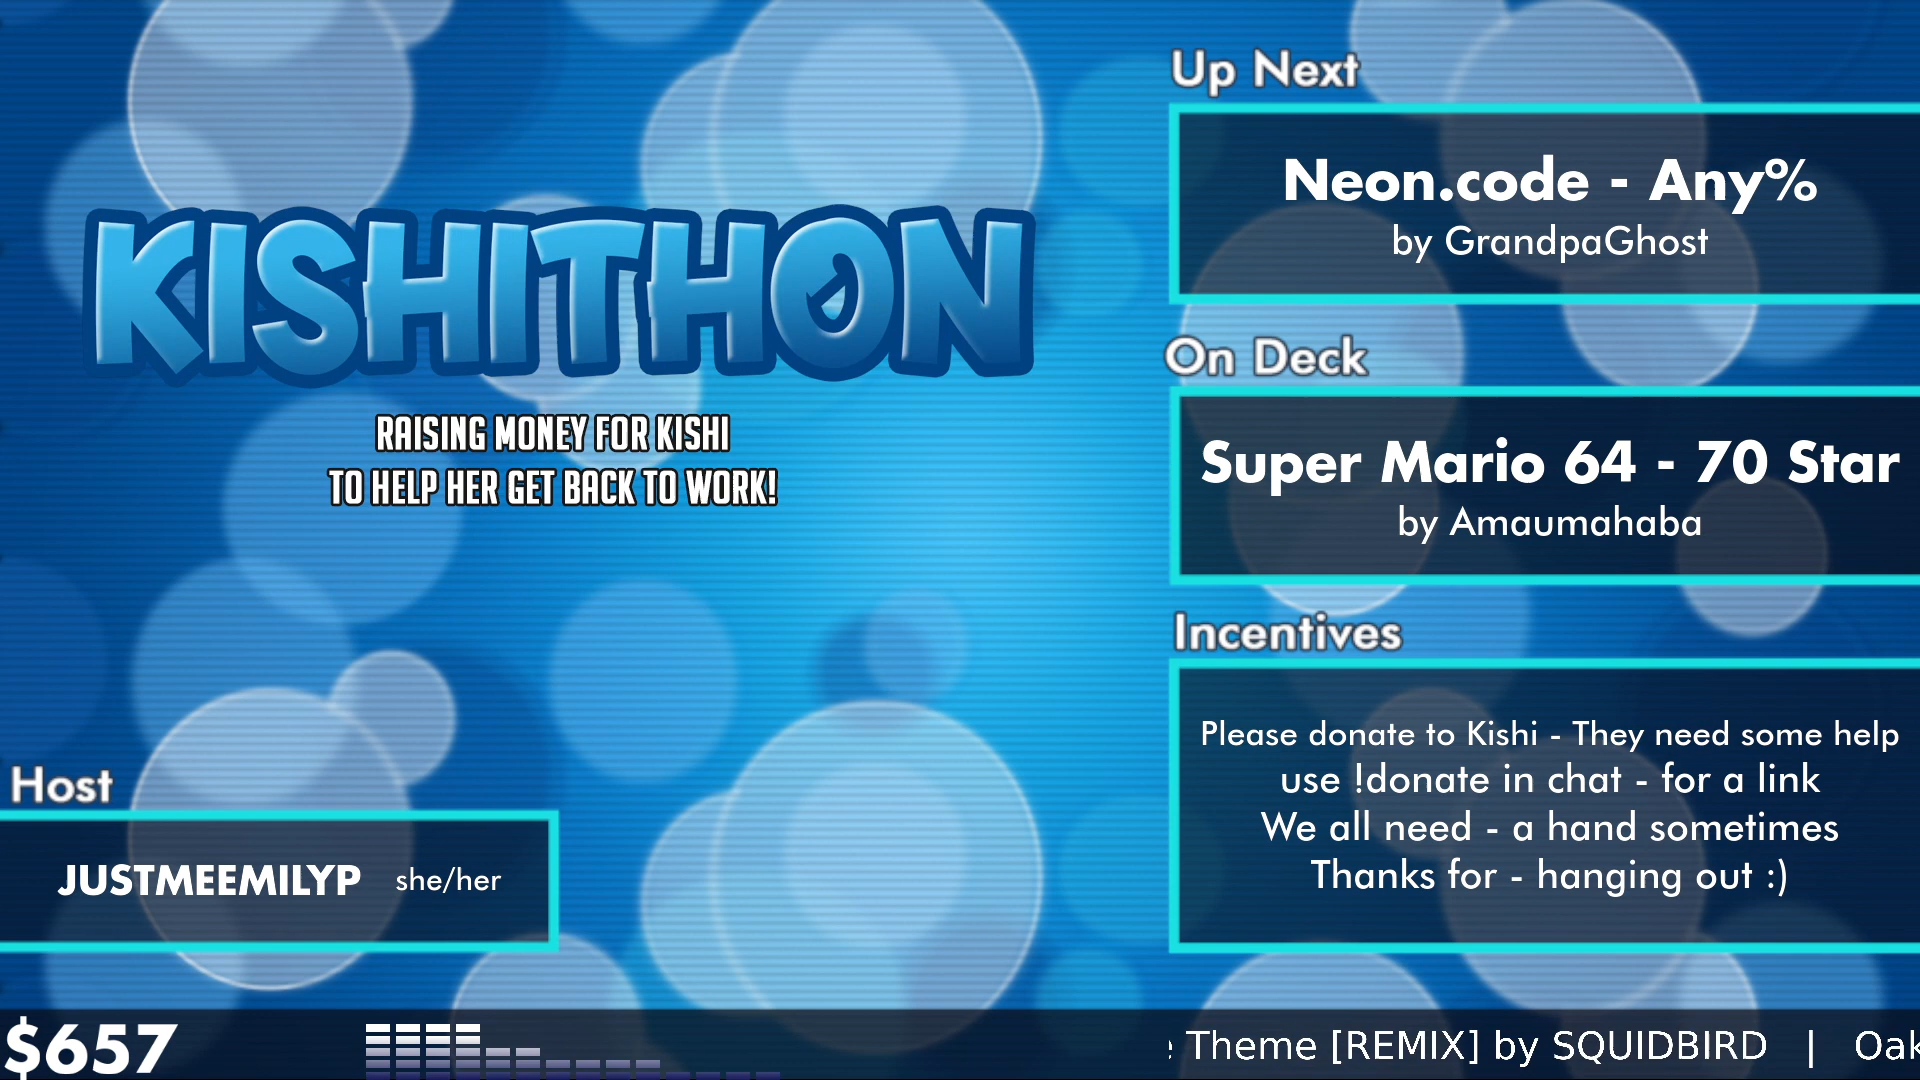 KISHITHON
RAISING MONEY FOR KISHI
TO HELP HER GET BACK TO WORK!
Up Next
Neon.code - Any%
by GrandpaGhost
On Deck
Super Mario 64 - 70 Star
by Amaumahaba
Incentives
Please donate to Kishi - They need some help
use !donate in chat - for a link
We all need - a hand sometimes
Thanks for - hanging out :)
Host
JUSTMEEMILYP she/her
$657
Theme [REMIX] by SQUIDBIRD |